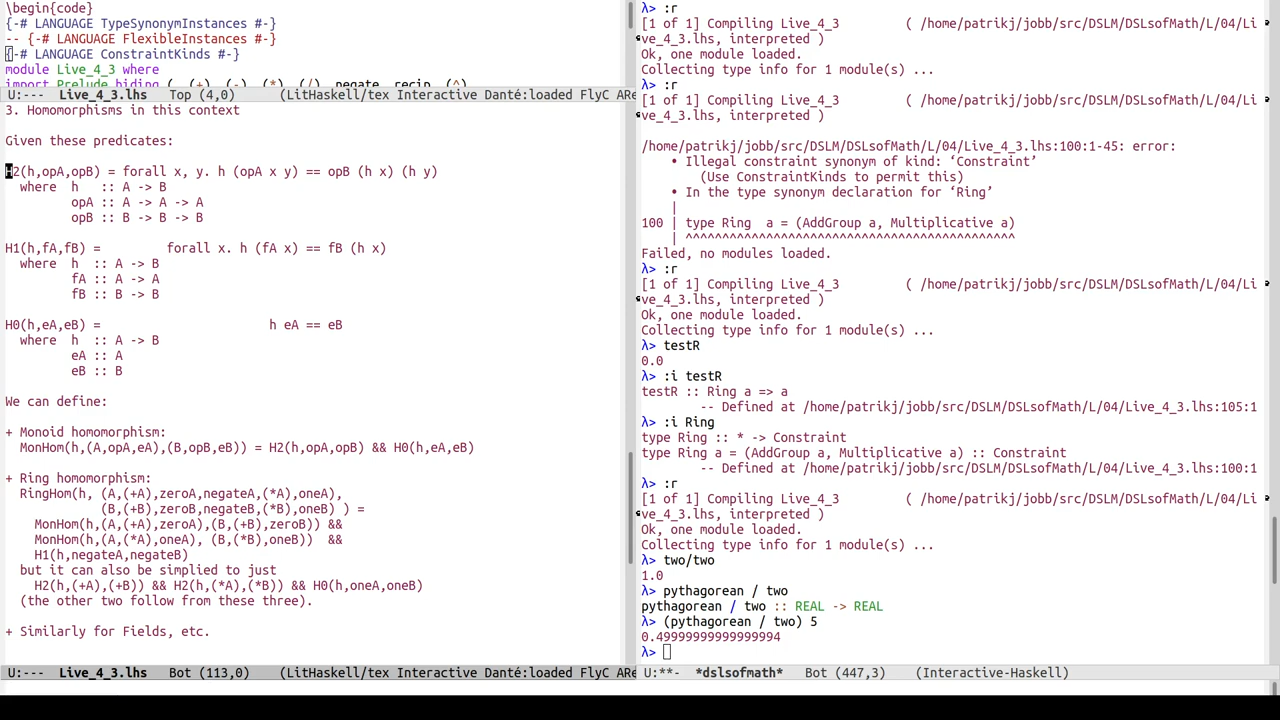 \begin{code}
{-# LANGUAGE TypeSynonymInstances #-}
-- {-# LANGUAGE FlexibleInstances #-}
{-# LANGUAGE ConstraintKinds #-}
module Live_4_3 where
import Prelude hiding ( (+), (-), (*), (/), negate, recip, (^)
U:---  Live_4_3.lhs   Top (4,0)    (LitHaskell/tex Interactive Danté:loaded FlyC ARe
3. Homomorphisms in this context
Given these predicates:
H2(h,opA,opB) = forall x, y. h (opA x y) == opB (h x) (h y)
  where  h   :: A -> B
         opA :: A -> A -> A
         opB :: B -> B -> B
H1(h,fA,fB) =         forall x. h (fA x) == fB (h x)
  where  h  :: A -> B
         fA :: A -> A
         fB :: B -> B
H0(h,eA,eB) =                       h eA == eB
  where  h  :: A -> B
         eA :: A
         eB :: B
We can define:
+ Monoid homomorphism:
  MonHom(h,(A,opA,eA),(B,opB,eB)) = H2(h,opA,opB) && H0(h,eA,eB)
+ Ring homomorphism:
  RingHom(h, (A,(+A),zeroA,negateA,(*A),oneA),
             (B,(+B),zeroB,negateB,(*B),oneB) ) =
    MonHom(h,(A,(+A),zeroA),(B,(+B),zeroB)) &&
    MonHom(h,(A,(*A),oneA), (B,(*B),oneB))  &&
    H1(h,negateA,negateB)
  but it can also be simplied to just
    H2(h,(+A),(+B)) && H2(h,(*A),(*B)) && H0(h,oneA,oneB)
  (the other two follow from these three).
+ Similarly for Fields, etc.
U:---  Live_4_3.lhs   Bot (113,0)    (LitHaskell/tex Interactive Danté:loaded FlyC ARe
λ> :r
[1 of 1] Compiling Live_4_3         ( /home/patrikj/jobb/src/DSLM/DSLsofMath/L/04/Li
ve_4_3.lhs, interpreted )
Ok, one module loaded.
Collecting type info for 1 module(s) ...
λ> :r
[1 of 1] Compiling Live_4_3         ( /home/patrikj/jobb/src/DSLM/DSLsofMath/L/04/Li
ve_4_3.lhs, interpreted )
/home/patrikj/jobb/src/DSLM/DSLsofMath/L/04/Live_4_3.lhs:100:1-45: error:
    • Illegal constraint synonym of kind: ‘Constraint’
        (Use ConstraintKinds to permit this)
    • In the type synonym declaration for ‘Ring’
    |
100 | type Ring  a = (AddGroup a, Multiplicative a)
    | ^^^^^^^^^^^^^^^^^^^^^^^^^^^^^^^^^^^^^^^^^^^^^
Failed, no modules loaded.
λ> :r
[1 of 1] Compiling Live_4_3         ( /home/patrikj/jobb/src/DSLM/DSLsofMath/L/04/Li
ve_4_3.lhs, interpreted )
Ok, one module loaded.
Collecting type info for 1 module(s) ...
λ> testR
0.0
λ> :i testR
testR :: Ring a => a
        -- Defined at /home/patrikj/jobb/src/DSLM/DSLsofMath/L/04/Live_4_3.lhs:105:1
λ> :i Ring
type Ring :: * -> Constraint
type Ring a = (AddGroup a, Multiplicative a) :: Constraint
        -- Defined at /home/patrikj/jobb/src/DSLM/DSLsofMath/L/04/Live_4_3.lhs:100:1
λ> :r
[1 of 1] Compiling Live_4_3         ( /home/patrikj/jobb/src/DSLM/DSLsofMath/L/04/Li
ve_4_3.lhs, interpreted )
Ok, one module loaded.
Collecting type info for 1 module(s) ...
λ> two/two
1.0
λ> pythagorean / two
pythagorean / two :: REAL -> REAL
λ> (pythagorean / two) 5
0.49999999999999994
λ>
U:**-  *dslsofmath*   Bot (447,3)    (Interactive-Haskell)